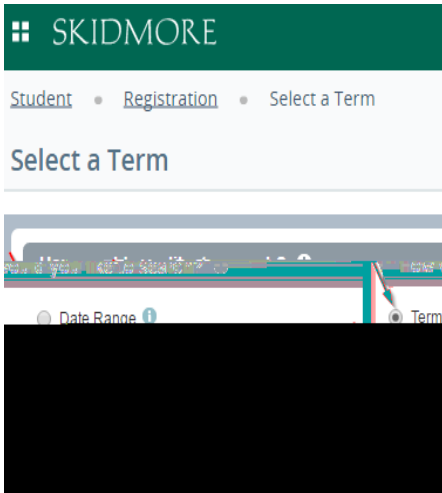 SKIDMORE
Student • Registration • Select a Term
Select a Term
Date Range
Term